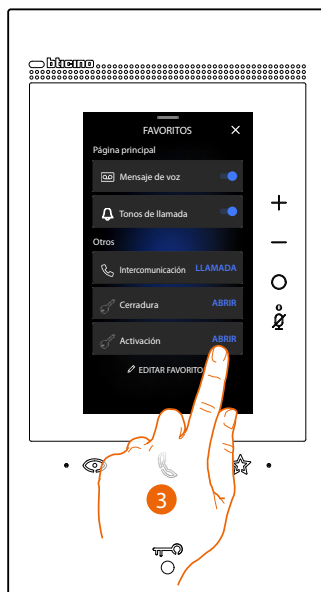 bticino
FAVORITOS
Página principal
Mensaje de voz
Tonos de llamada
Otros
Intercomunicación LLAMADA
Cerradura ABRIR
Activación ABRIR
EDITAR FAVORITO
3